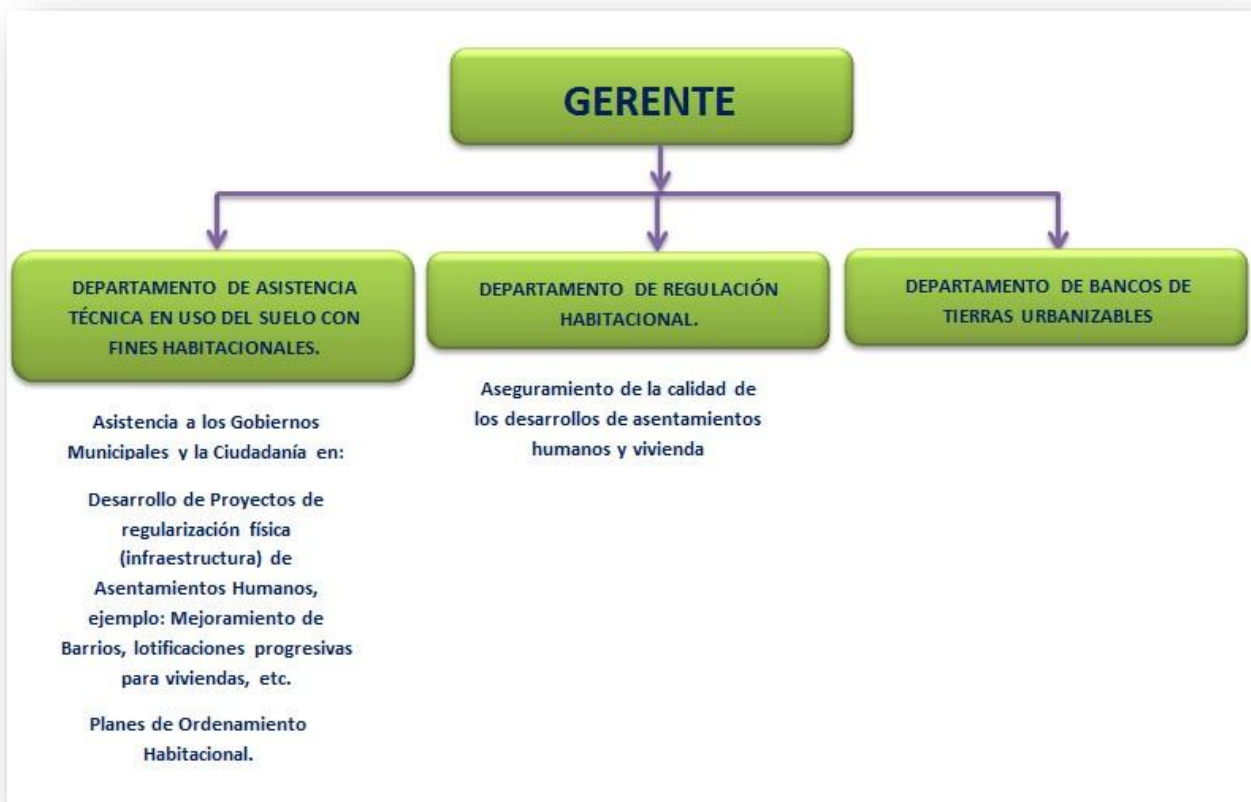 GERENTE
DEPARTAMENTO DE ASISTENCIA
TÉCNICA EN USO DEL SUELO CON
FINES HABITACIONALES.
Asistencia a los Gobiernos
Municipales y la Ciudadanía en:
Desarrollo de Proyectos de
regularización física
(infraestructura) de
Asentamientos Humanos,
ejemplo: Mejoramiento de
Barrios, lotificaciones progresivas
para viviendas, etc.
Planes de Ordenamiento
Habitacional.
DEPARTAMENTO DE REGULACIÓN
HABITACIONAL.
Aseguramiento de la calidad de
los desarrollos de asentamientos
humanos y vivienda
DEPARTAMENTO DE BANCOS DE
TIERRAS URBANIZABLES